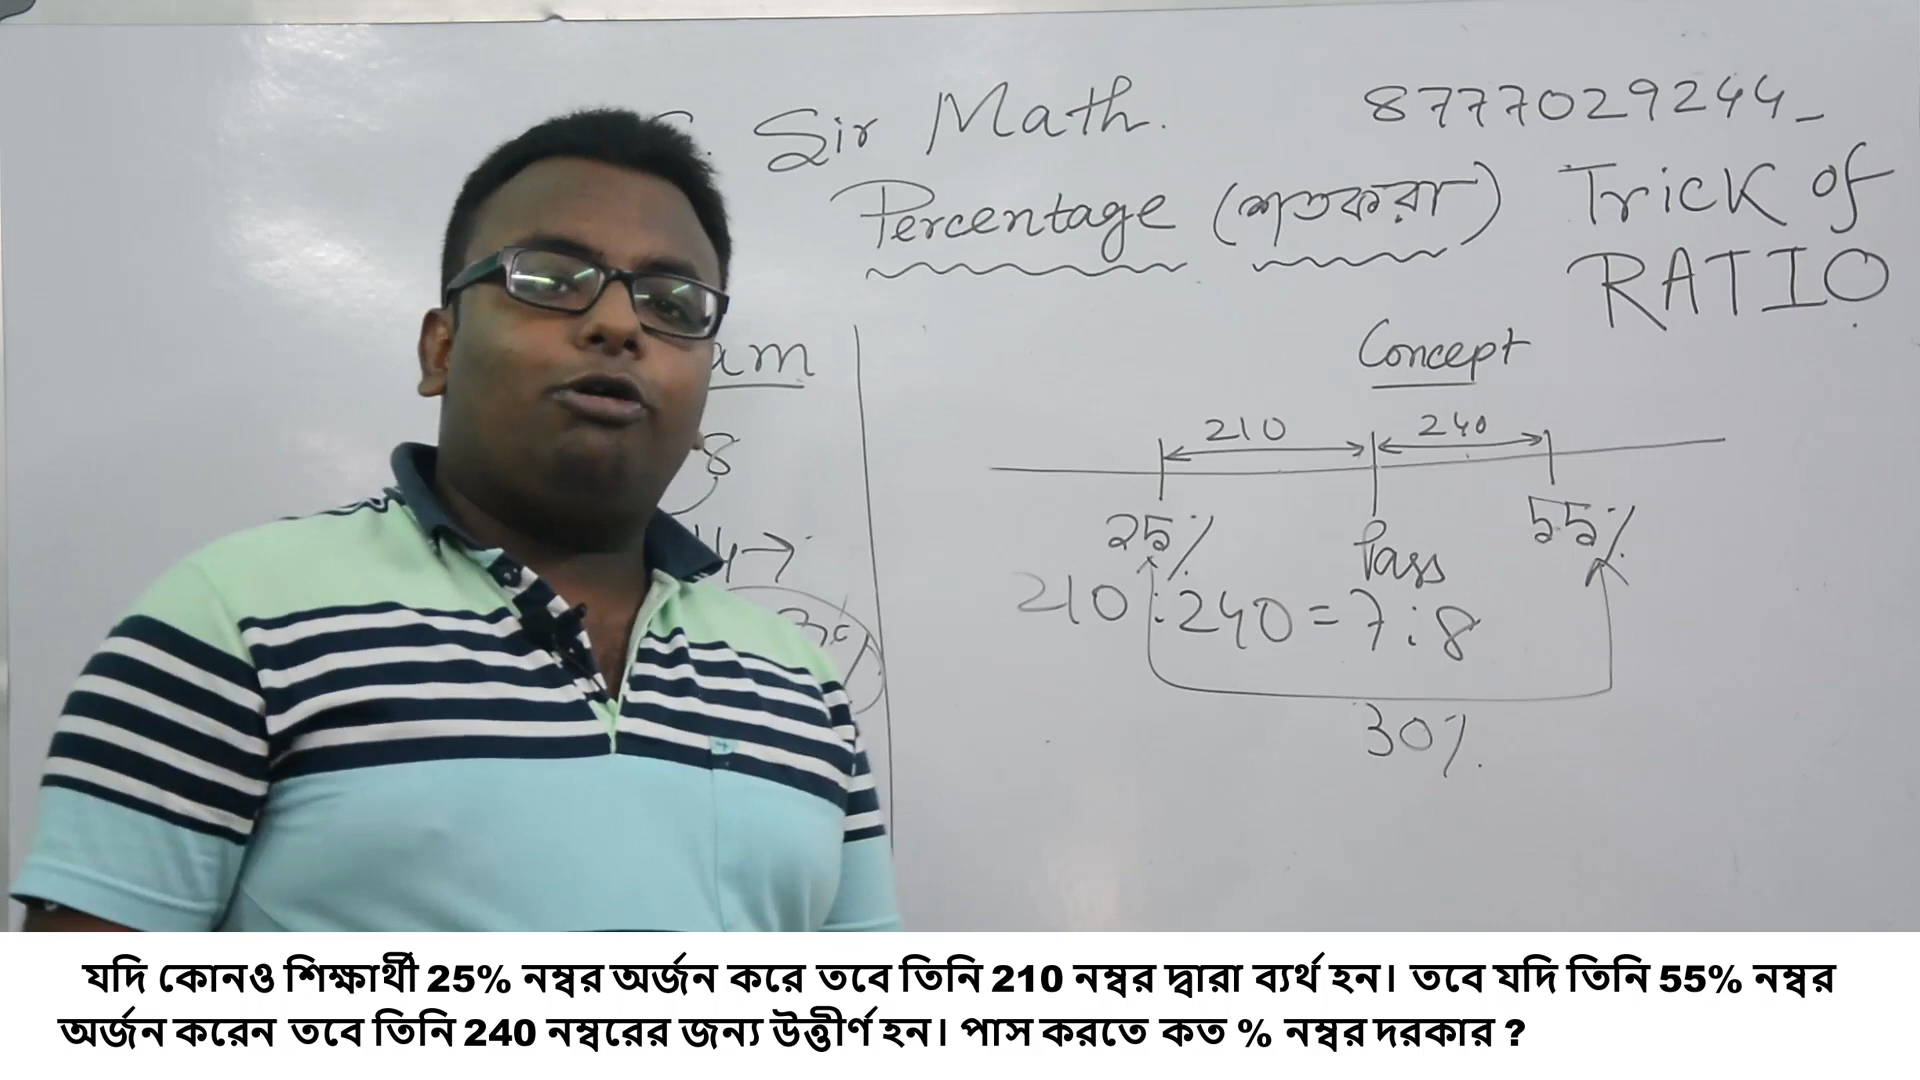 Sir Math. 8777029244
Percentage (শতকরা) Trick of
RATIO
Concept
210 240
25% Pass 55%
210 : 240 = 7 : 8
30%
8
4→
যদি কোনও শিক্ষার্থী 25% নম্বর অর্জন করে তবে তিনি 210 নম্বর দ্বারা ব্যর্থ হন। তবে যদি তিনি 55% নম্বর
অর্জন করেন তবে তিনি 240 নম্বরের জন্য উত্তীর্ণ হন। পাস করতে কত % নম্বর দরকার ?